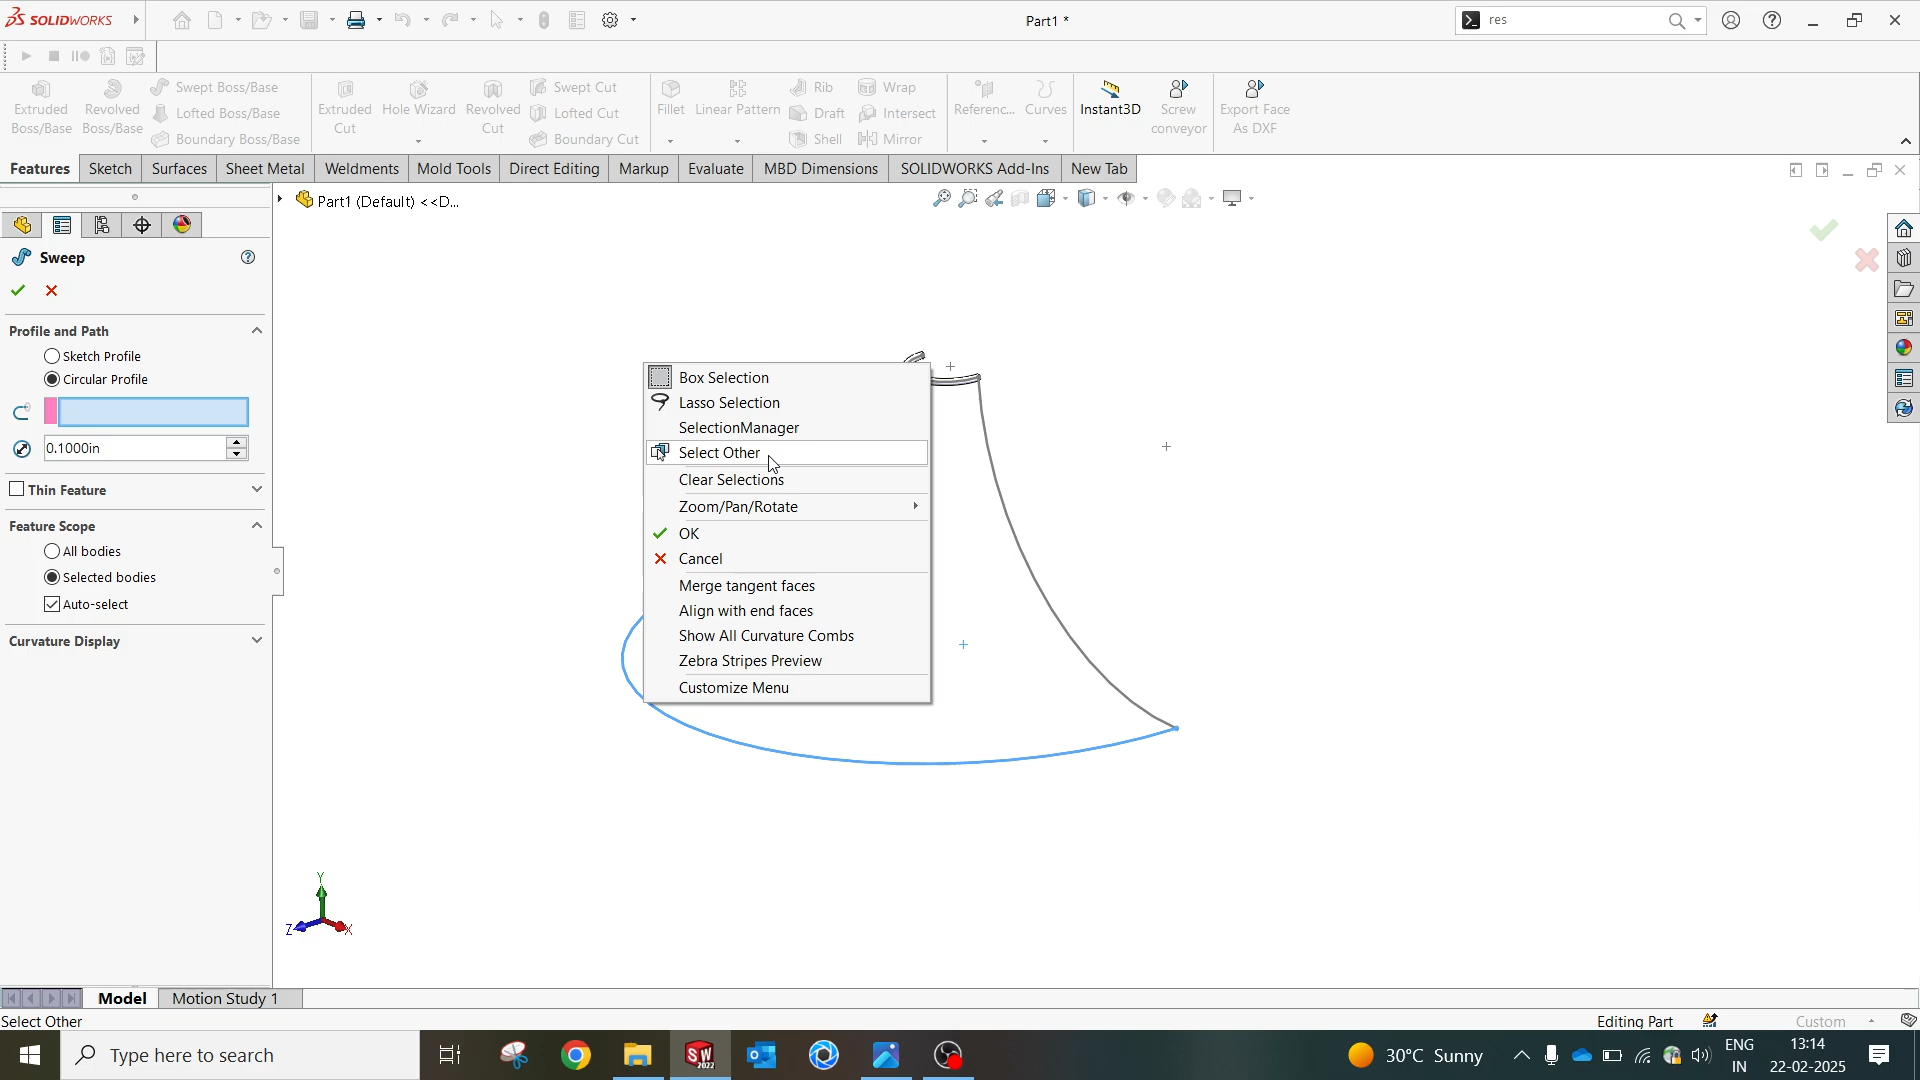 SOLIDWORKS
Part1 *
res
Extruded Boss/Base
Revolved Boss/Base
Swept Boss/Base
Lofted Boss/Base
Boundary Boss/Base
Extruded Cut
Hole Wizard
Revolved Cut
Swept Cut
Lofted Cut
Boundary Cut
Fillet
Linear Pattern
Rib
Draft
Shell
Wrap
Intersect
Mirror
Referenc...
Curves
Instant3D
Screw conveyor
Export Face As DXF
Features
Sketch
Surfaces
Sheet Metal
Weldments
Mold Tools
Direct Editing
Markup
Evaluate
MBD Dimensions
SOLIDWORKS Add-Ins
New Tab
Part1 (Default) <<D...
Sweep
Profile and Path
Sketch Profile
Circular Profile
0.1000in
Thin Feature
Feature Scope
All bodies
Selected bodies
Auto-select
Curvature Display
Box Selection
Lasso Selection
SelectionManager
Select Other
Clear Selections
Zoom/Pan/Rotate
OK
Cancel
Merge tangent faces
Align with end faces
Show All Curvature Combs
Zebra Stripes Preview
Customize Menu
Y
Z
X
Model
Motion Study 1
Select Other
Editing Part
Custom
Type here to search
SW
2022
30°C Sunny
ENG
IN
13:14
22-02-2025